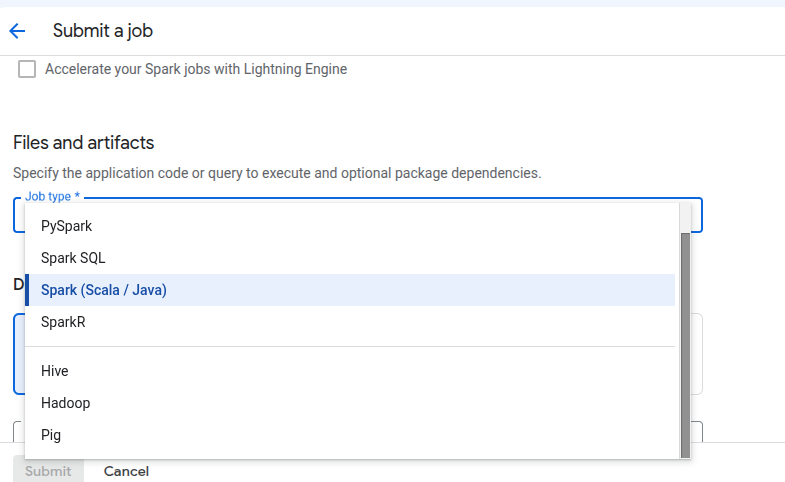 Submit a job
Accelerate your Spark jobs with Lightning Engine
Files and artifacts
Specify the application code or query to execute and optional package dependencies.
Job type *
PySpark
Spark SQL
D
Spark (Scala / Java)
SparkR
Hive
Hadoop
Pig
Submit
Cancel